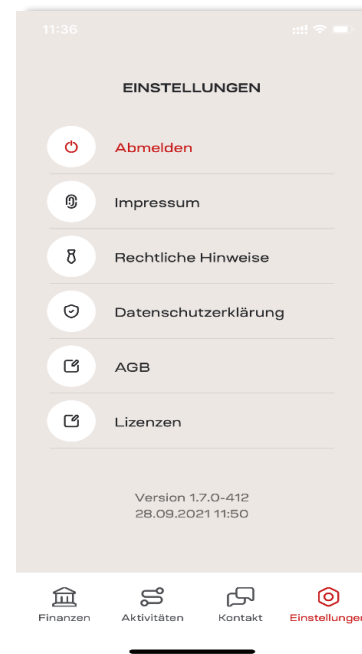 11:36
EINSTELLUNGEN
Abmelden
Impressum
Rechtliche Hinweise
Datenschutzerklärung
AGB
Lizenzen
Version 1.7.0-412
28.09.2021 11:50
Finanzen Aktivitäten Kontakt Einstellungen